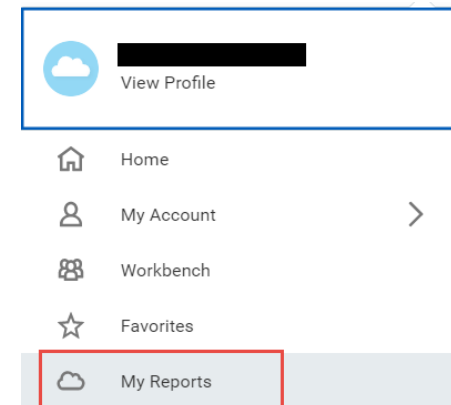 View Profile
Home
My Account
Workbench
Favorites
My Reports